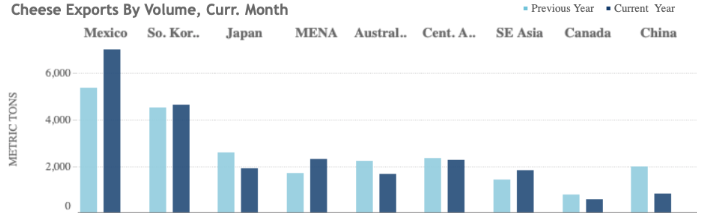 Cheese Exports By Volume, Curr. Month
Previous Year Current Year
Mexico So. Kor.. Japan MENA Austral.. Cent. A.. SE Asia Canada China
METRIC TONS
6,000
4,000
2,000
0